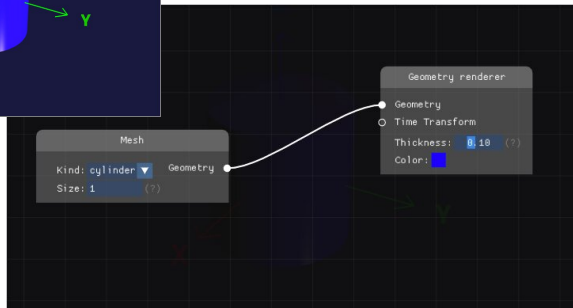 Y
Geometry renderer
Geometry
Time Transform
Thickness: 0.10 (?)
Color:
Mesh
Kind: cylinder Geometry
Size: 1 (?)
X
Y